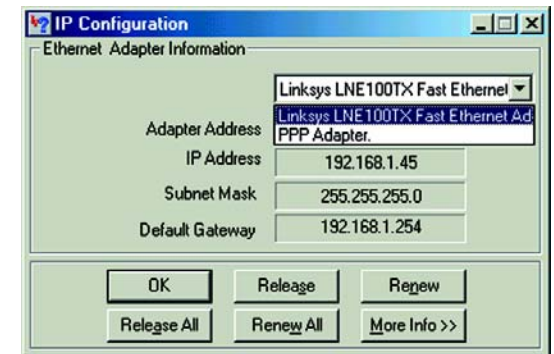 IP Configuration
Ethernet Adapter Information
Linksys LNE100TX Fast Ethernet
Linksys LNE100TX Fast Ethernet Ad
PPP Adapter.
Adapter Address
IP Address 192.168.1.45
Subnet Mask 255.255.255.0
Default Gateway 192.168.1.254
OK Release Renew
Release All Renew All More Info >>